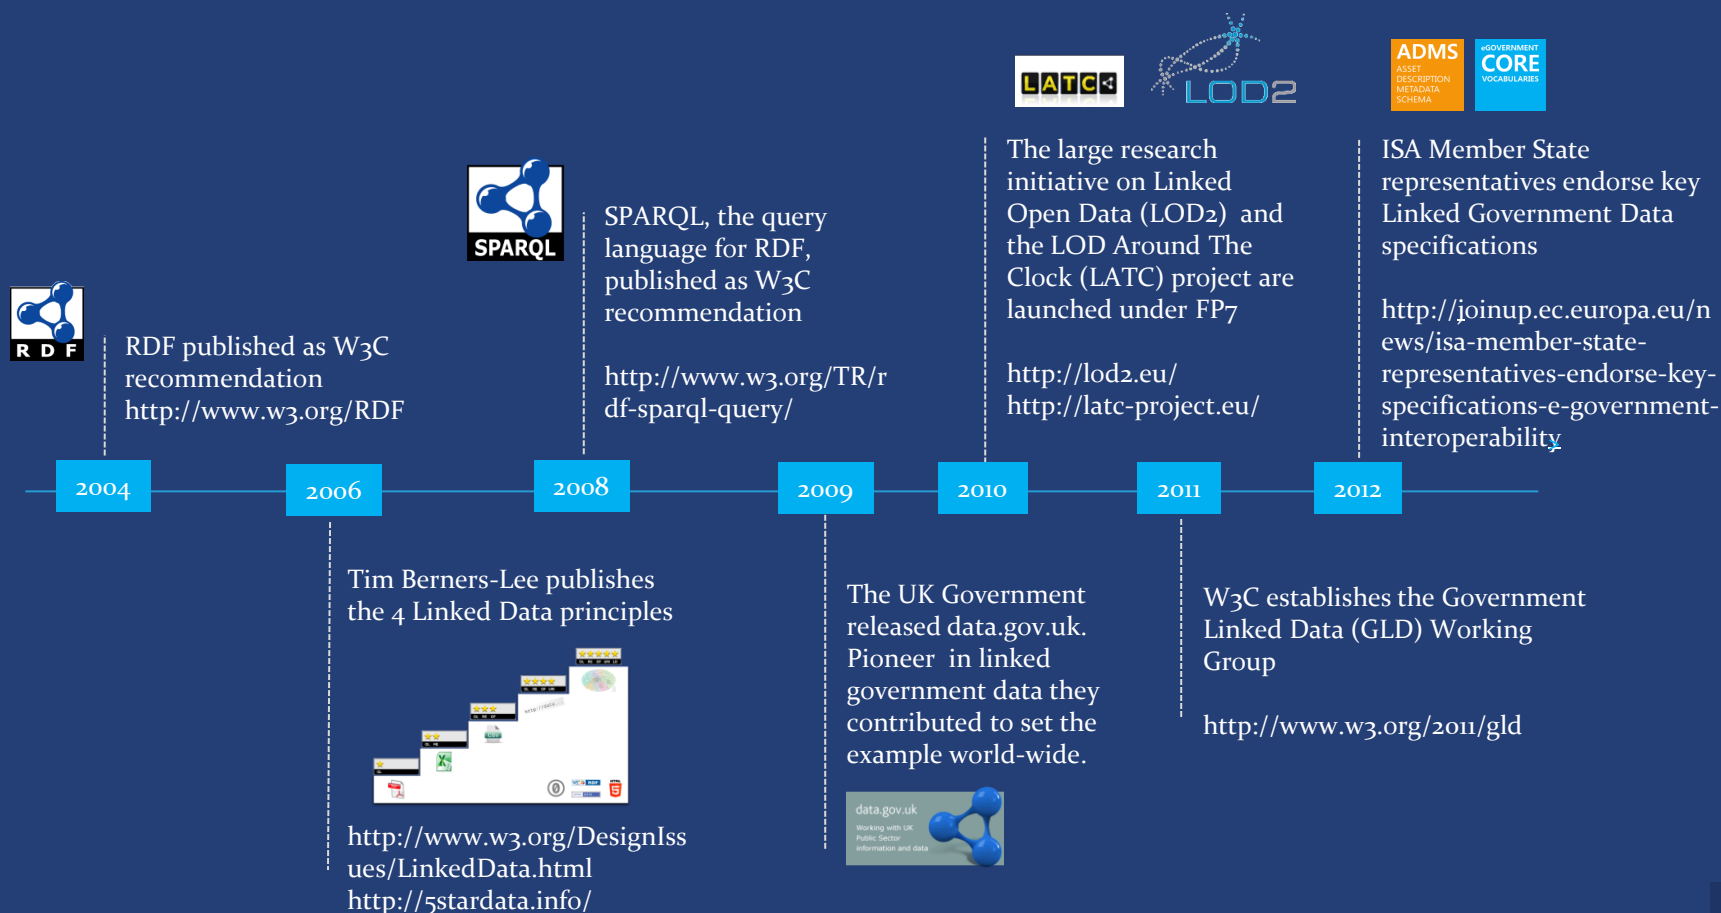 LATC
LOD2
ADMS
ASSET
DESCRIPTION
METADATA
SCHEMA
eGOVERNMENT
CORE
VOCABULARIES
RDF
RDF published as W3C
recommendation
http://www.w3.org/RDF
SPARQL
SPARQL, the query
language for RDF,
published as W3C
recommendation
http://www.w3.org/TR/r
df-sparql-query/
The large research
initiative on Linked
Open Data (LOD2)  and
the LOD Around The
Clock (LATC) project are
launched under FP7
http://lod2.eu/
http://latc-project.eu/
ISA Member State
representatives endorse key
Linked Government Data
specifications
http://joinup.ec.europa.eu/n
ews/isa-member-state-
representatives-endorse-key-
specifications-e-government-
interoperability
2004
2006
2008
2009
2010
2011
2012
Tim Berners-Lee publishes
the 4 Linked Data principles
http://www.w3.org/DesignIss
ues/LinkedData.html
http://5stardata.info/
The UK Government
released data.gov.uk.
Pioneer  in linked
government data they
contributed to set the
example world-wide.
data.gov.uk
Working with UK
Public Sector
information and data
W3C establishes the Government
Linked Data (GLD) Working
Group
http://www.w3.org/2011/gld